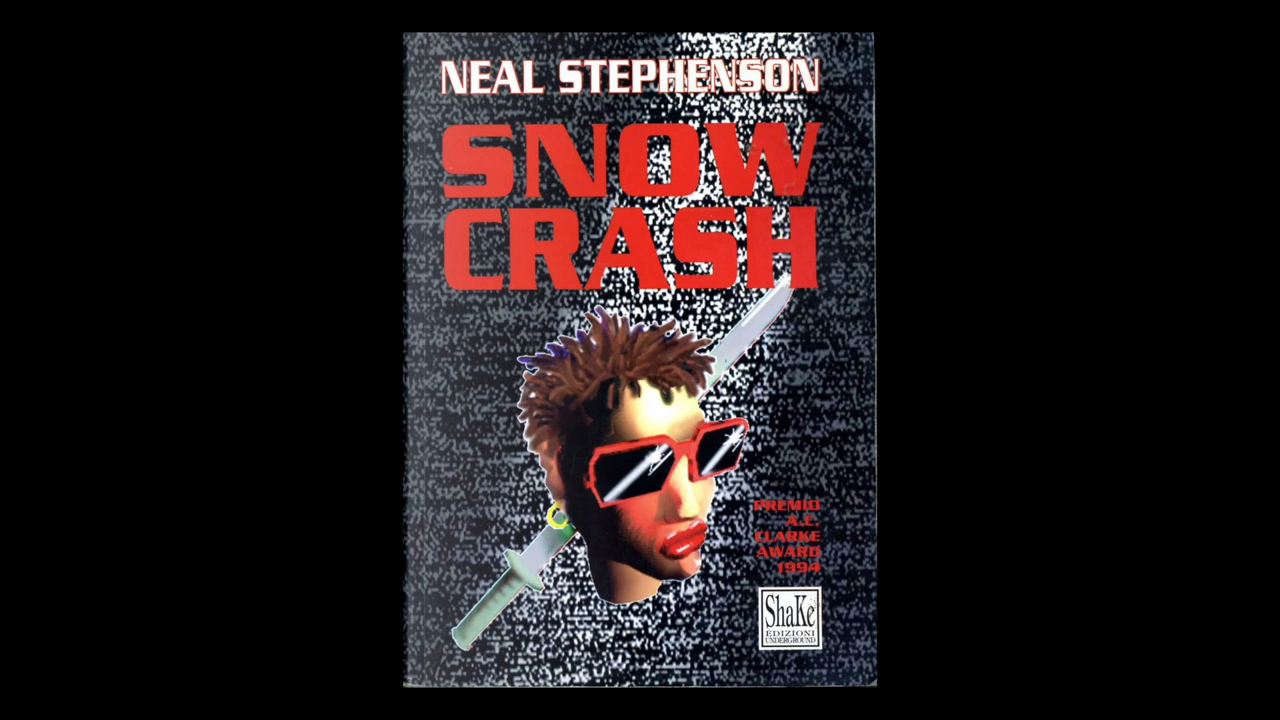 NEAL STEPHENSON
SNOW
CRASH
PREMIO
A.C.
CLARKE
AWARD
1994
ShaKe
EDIZIONI
UNDERGROUND